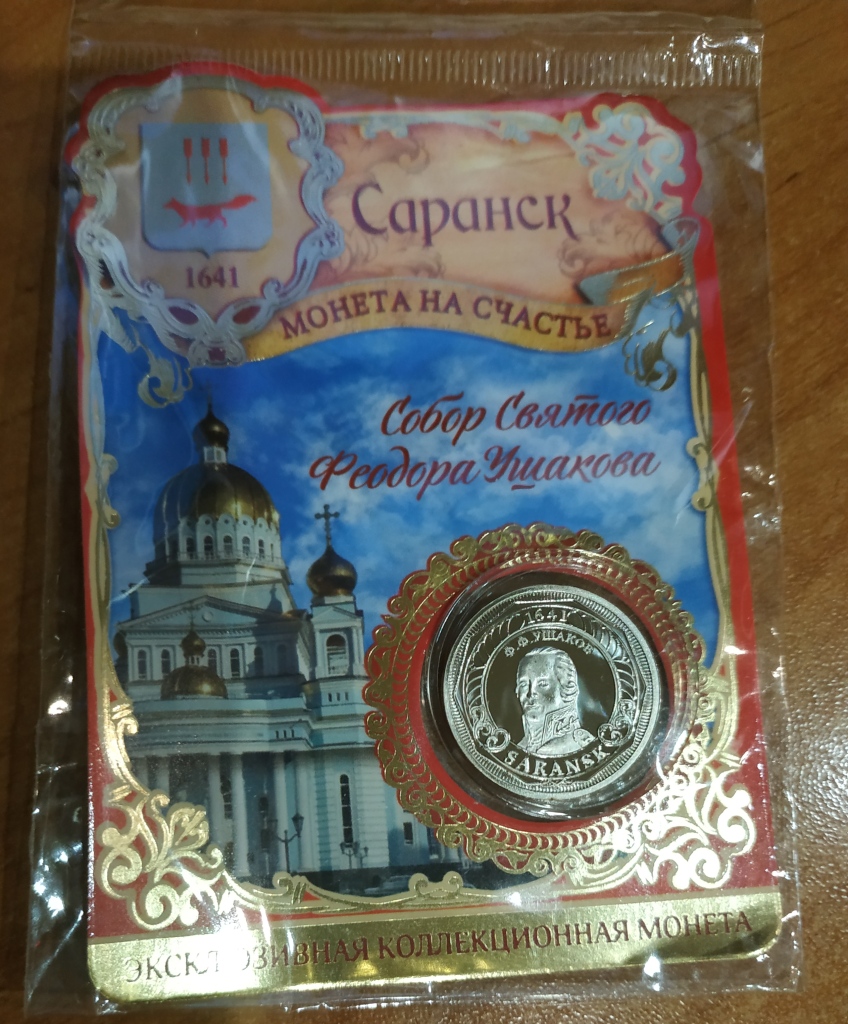 Саранск
1641
МОНЕТА НА СЧАСТЬЕ
Собор Святого
Феодора Ушакова
1641
Ф.Ф.УШАКОВ
SARANSK
ЭКСКЛЮЗИВНАЯ КОЛЛЕКЦИОННАЯ МОНЕТА